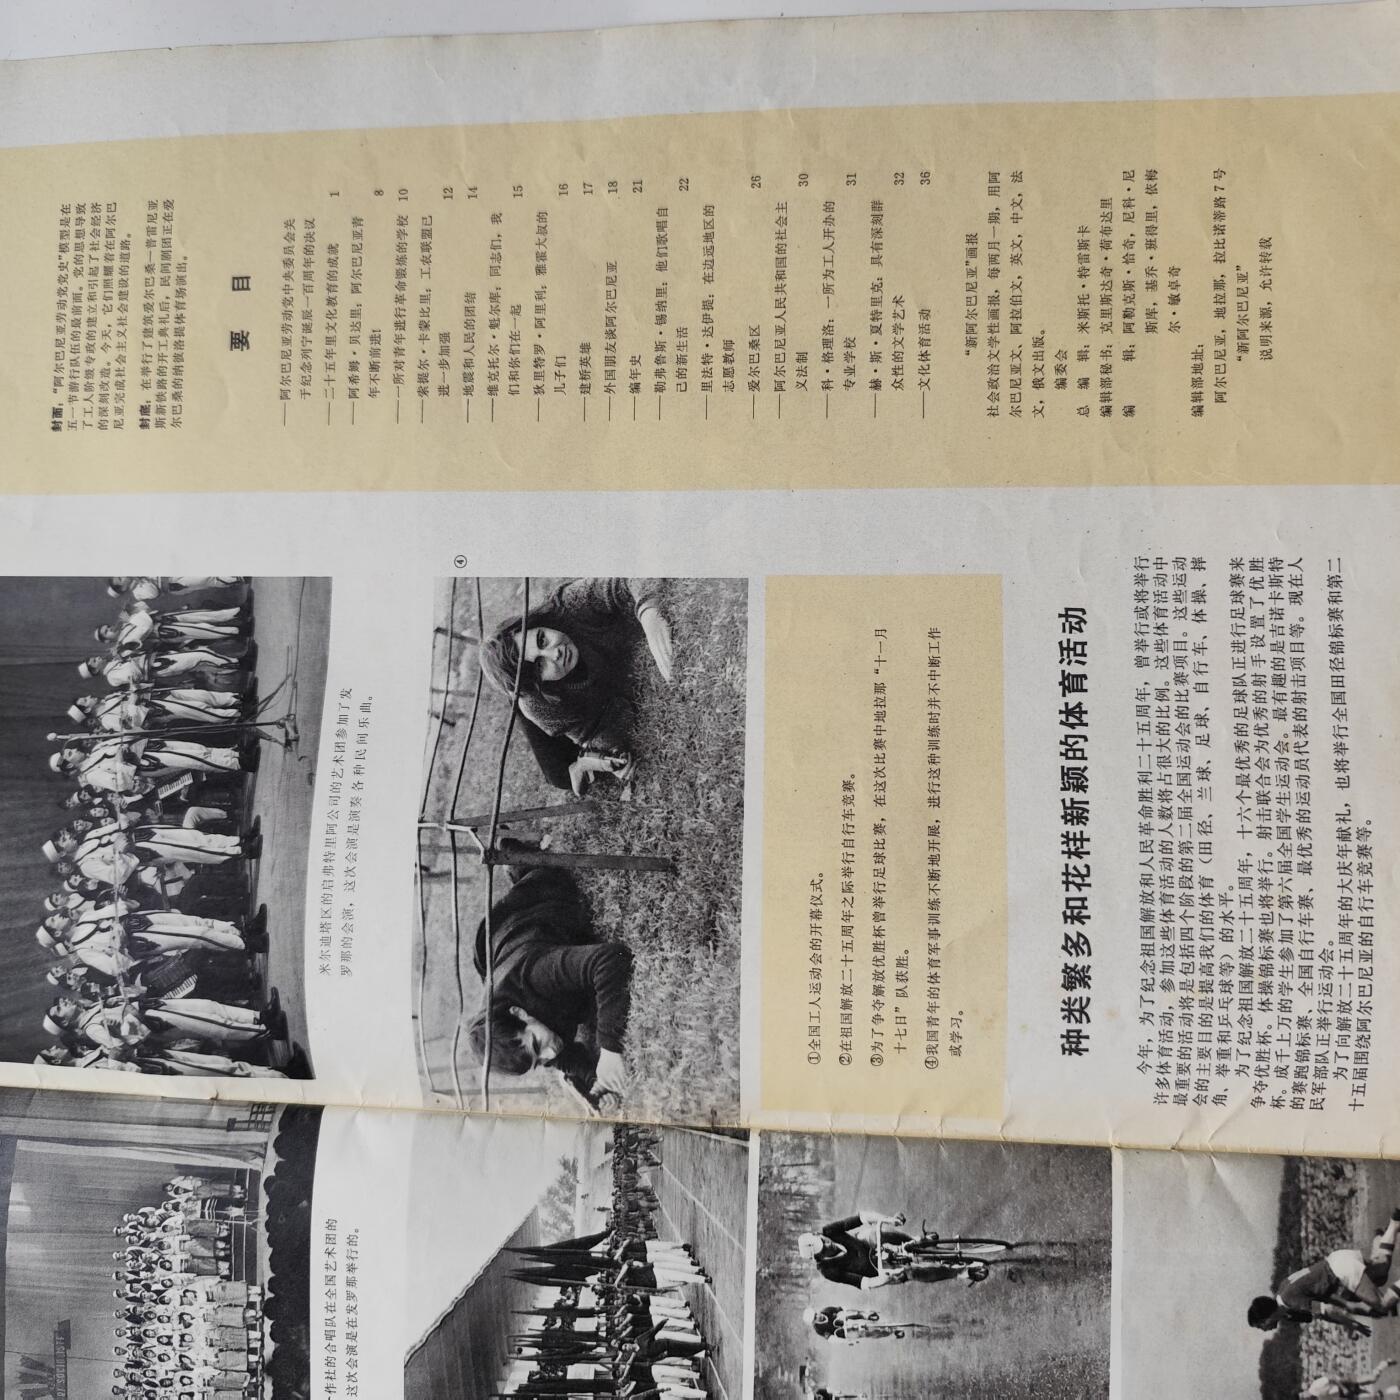 米尔迪塔区的启弗特里阿公司的艺术团参加了发
罗那的会演，这次会演是演奏各种民间乐曲。
作社的合唱队在全国艺术团的
这次会演是在发罗那举行的。
④
①全国工人运动会的开幕仪式。
②在祖国解放二十五周年之际举行自行车竞赛。
③为了争夺解放优胜杯曾举行足球比赛，在这次比赛中地拉那“十一月
十七日”队获胜。
④我国青年的体育军事训练不断地开展，进行这种训练时并不中断工作
或学习。
种类繁多和花样新颖的体育活动
今年，为了纪念祖国解放和人民革命胜利二十五周年，曾举行或将举行
许多体育活动，参加这些体育活动的人数将占很大的比例。这些体育活动中
最重要的活动将是包括四个阶段的第二届全国运动会的比赛项目。这些运动
会的主要目的是提高我们的体育（田径、兰球、足球、自行车、体操、摔
角、举重和乒乓球等）的水平。
为了纪念祖国解放二十五周年，十六个最优秀的足球队正进行足球赛来
争夺优胜杯。体操锦标赛也将举行。射击联合会为优秀的射手设置了优胜
杯。成千上万的学生参加了第六届全国学生运动会。最有趣的是吉诺卡斯特
的赛跑锦标赛、全国自行车赛、最优秀的运动员代表的射击项目等。现在人
民军部队正举行运动会。
为了向解放二十五周年的大庆年献礼，也将举行全国田径锦标赛和第二
十五届围绕阿尔巴尼亚的自行车竞赛等。
封面：“阿尔巴尼亚劳动党党史”模型是在
五一节游行队伍的最前面。党的思想导致
了工人阶级专政的建立和引起了社会经济
的深刻改造。今天，它们照耀着在阿尔巴
尼亚完成社会主义社会建设的道路。
封底：在举行了建筑爱尔巴桑—普雷尼亚
斯新铁路的开工典礼后，民间剧团正在爱
尔巴桑的纳彼洛提体育场演出。
要 目
——阿尔巴尼亚劳动党中央委员会关
于纪念列宁诞辰一百周年的决议
——二十五年里文化教育的成就 1
——阿希姆·贝达里：阿尔巴尼亚青
年不断前进！ 8
——一所对青年进行革命锻炼的学校 10
——索提尔·卡蒙比里：工农联盟已
进一步加强 12
——地震和人民的团结 14
——维克托尔·魁尔库：同志们，我
们和你们在一起 15
——狄里特罗·阿里利：雅霍大叔的
儿子们 16
——建桥英雄 17
——外国朋友谈阿尔巴尼亚 18
——编年史 21
——勒弗鲁斯·锡纳里：他们歌唱自
己的新生活 22
——里法特·达伊提：在边远地区的
志愿教师
——爱尔巴桑区 26
——阿尔巴尼亚人民共和国的社会主
义法制 30
——科·格理洛：一所为工人开办的
专业学校 31
——赫·斯·夏特里克：具有深刻群
众性的文学艺术 32
——文化体育活动 36
“新阿尔巴尼亚”画报
社会政治文学性画报，每两月一期，用阿
尔巴尼亚文、阿拉伯文，英文，中文，法
文，俄文出版。
编委会
总 编 辑：米斯托·特雷斯卡
编辑部秘书：克里斯达奇·荷布达里
编 辑：阿勒克斯·恰奇，尼科·尼
斯库，基乔·班得里，依梅
尔·敏卓奇
编辑部地址：
阿尔巴尼亚，地拉那，拉比诺蒂路7号
“新阿尔巴尼亚”
说明来源，允许转载